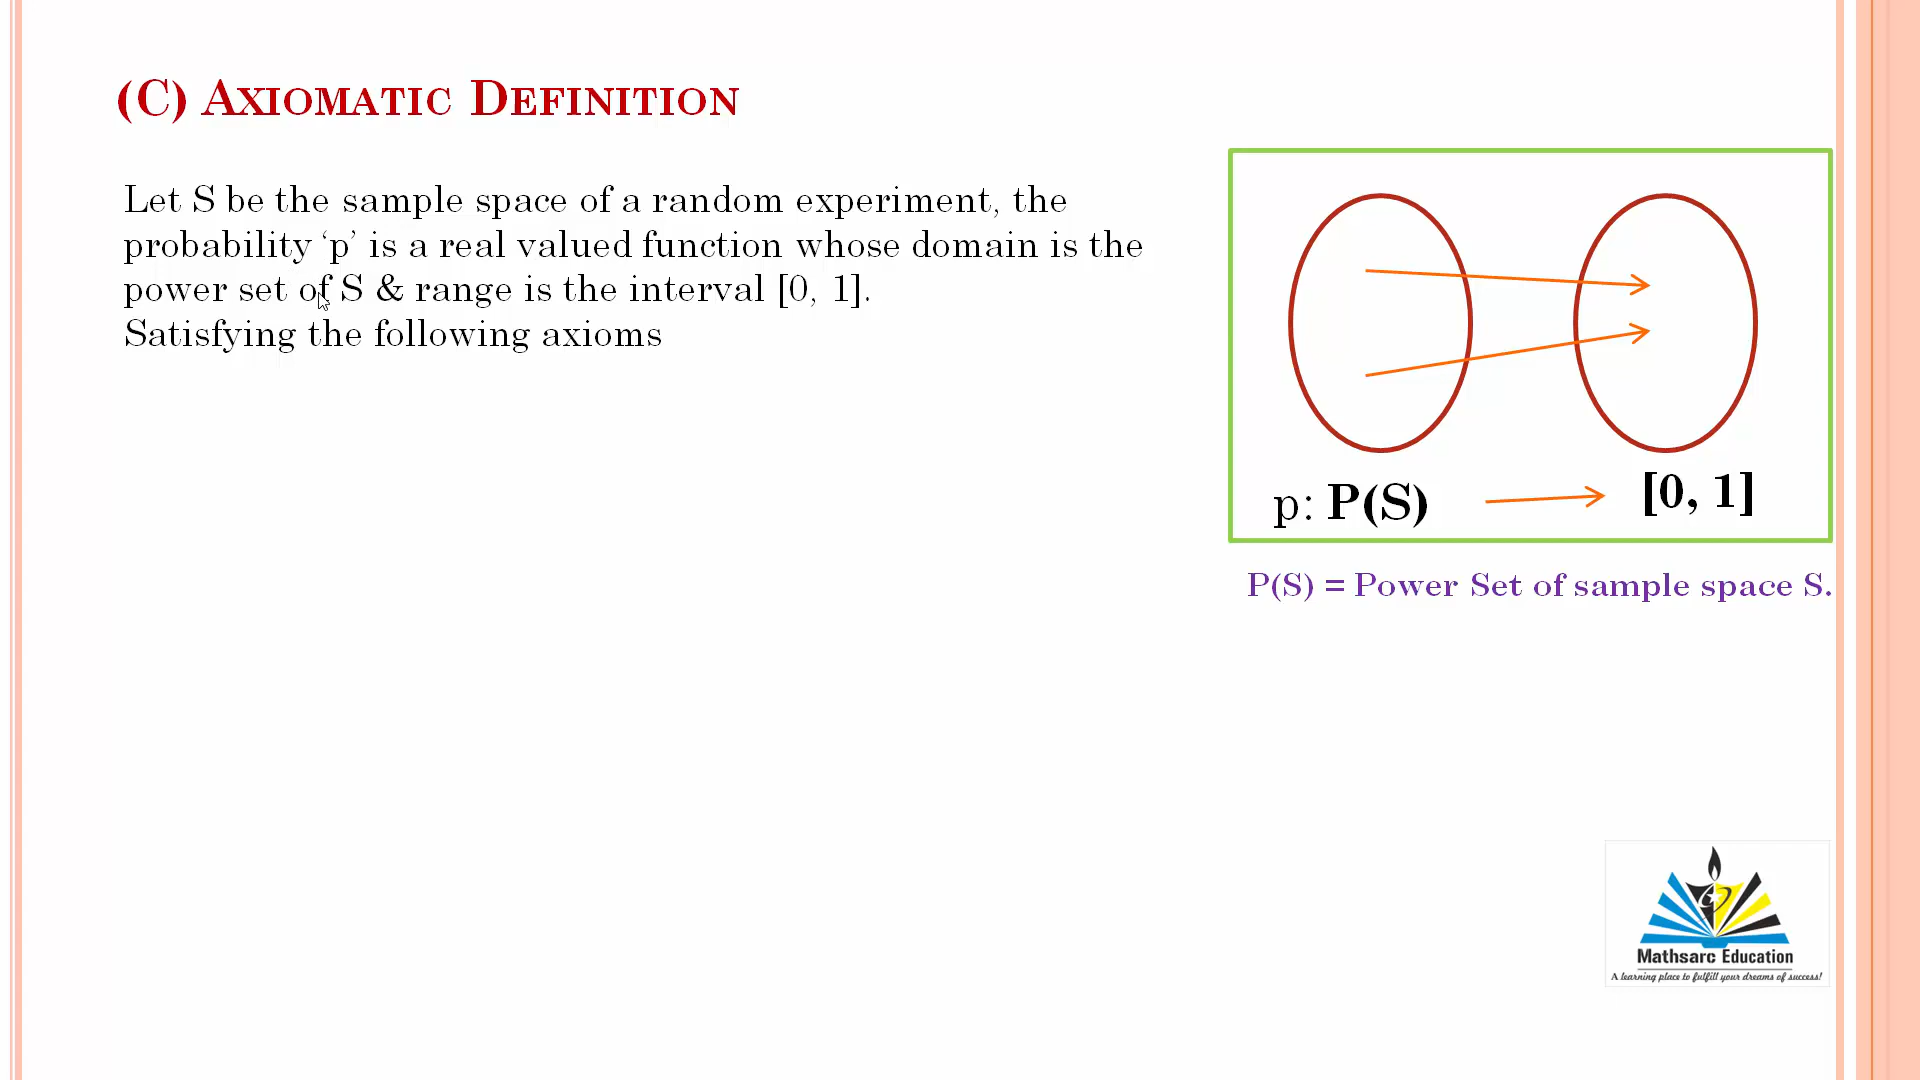 (C) AXIOMATIC DEFINITION
Let S be the sample space of a random experiment, the
probability ‘p’ is a real valued function whose domain is the
power set of S & range is the interval [0, 1].
Satisfying the following axioms
p: P(S)
[0, 1]
P(S) = Power Set of sample space S.
Mathsarc Education
A learning place to fulfill your dreams of success!